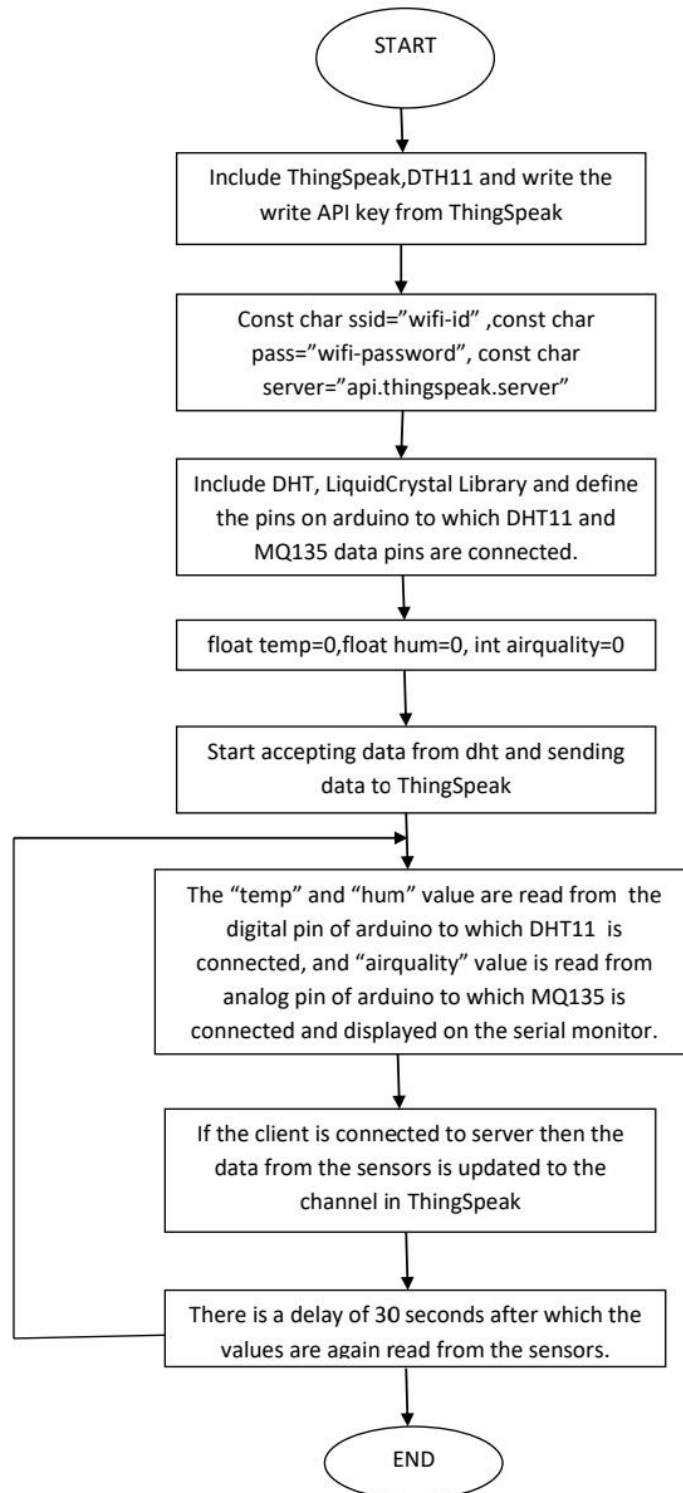 START
Include ThingSpeak,DTH11 and write the
write API key from ThingSpeak
Const char ssid=”wifi-id” ,const char
pass=”wifi-password”, const char
server=”api.thingspeak.server”
Include DHT, LiquidCrystal Library and define
the pins on arduino to which DHT11 and
MQ135 data pins are connected.
float temp=0,float hum=0, int airquality=0
Start accepting data from dht and sending
data to ThingSpeak
The “temp” and “hum” value are read from the
digital pin of arduino to which DHT11 is
connected, and “airquality” value is read from
analog pin of arduino to which MQ135 is
connected and displayed on the serial monitor.
If the client is connected to server then the
data from the sensors is updated to the
channel in ThingSpeak
There is a delay of 30 seconds after which the
values are again read from the sensors.
END